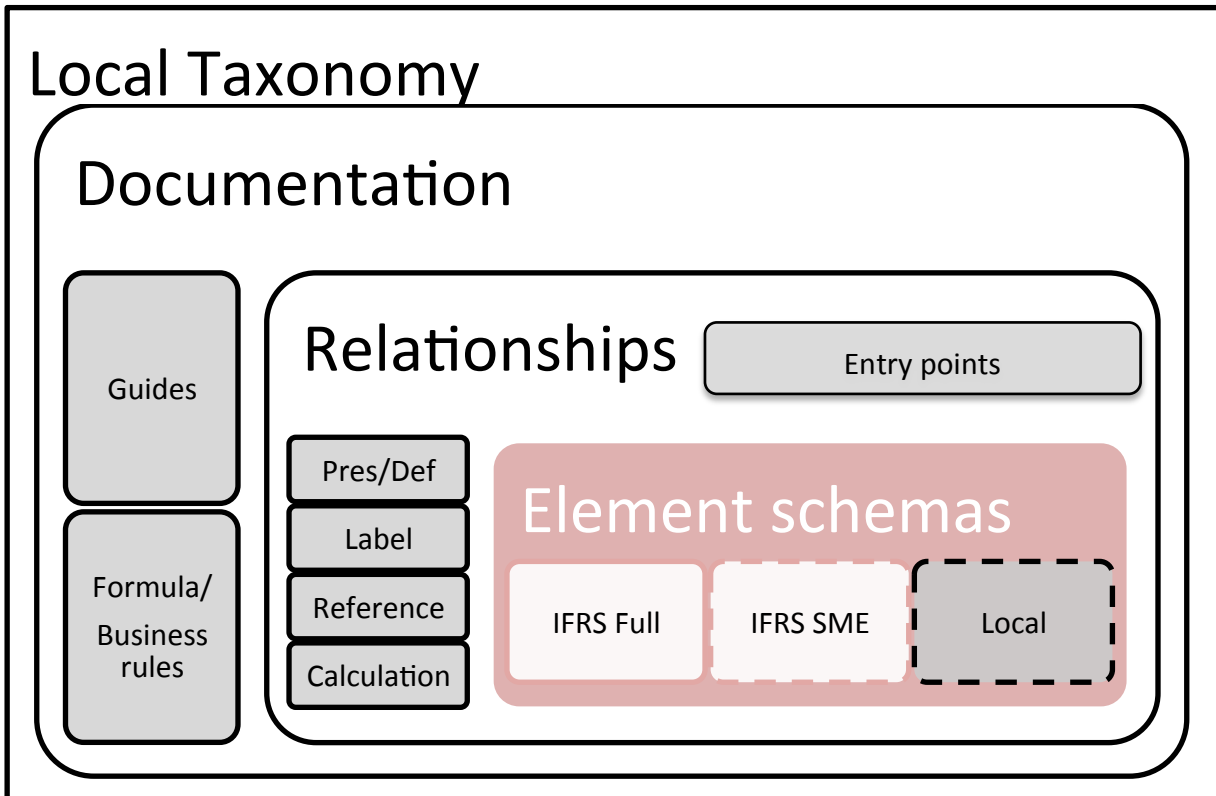 Local Taxonomy
Documentation
Guides
Formula/
Business
rules
Relationships
Entry points
Pres/Def
Label
Reference
Calculation
Element schemas
IFRS Full
IFRS SME
Local